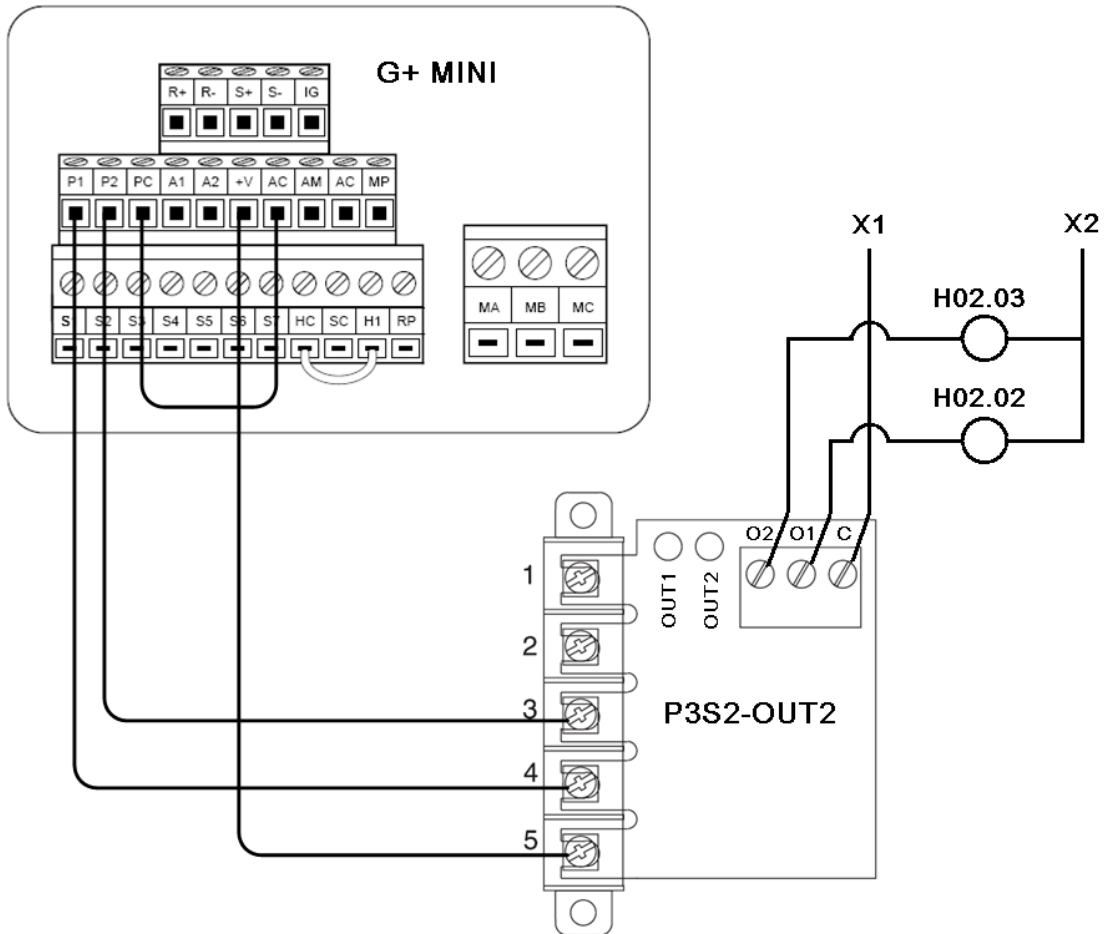 G+ MINI
R+ R- S+ S- IG
P1 P2 PC A1 A2 +V AC AM AC MP
S1 S2 S3 S4 S5 S6 S7 HC SC H1 RP
MA MB MC
X1 X2
H02.03
H02.02
O2 O1 C
OUT1 OUT2
1
2
3
4
5
P3S2-OUT2